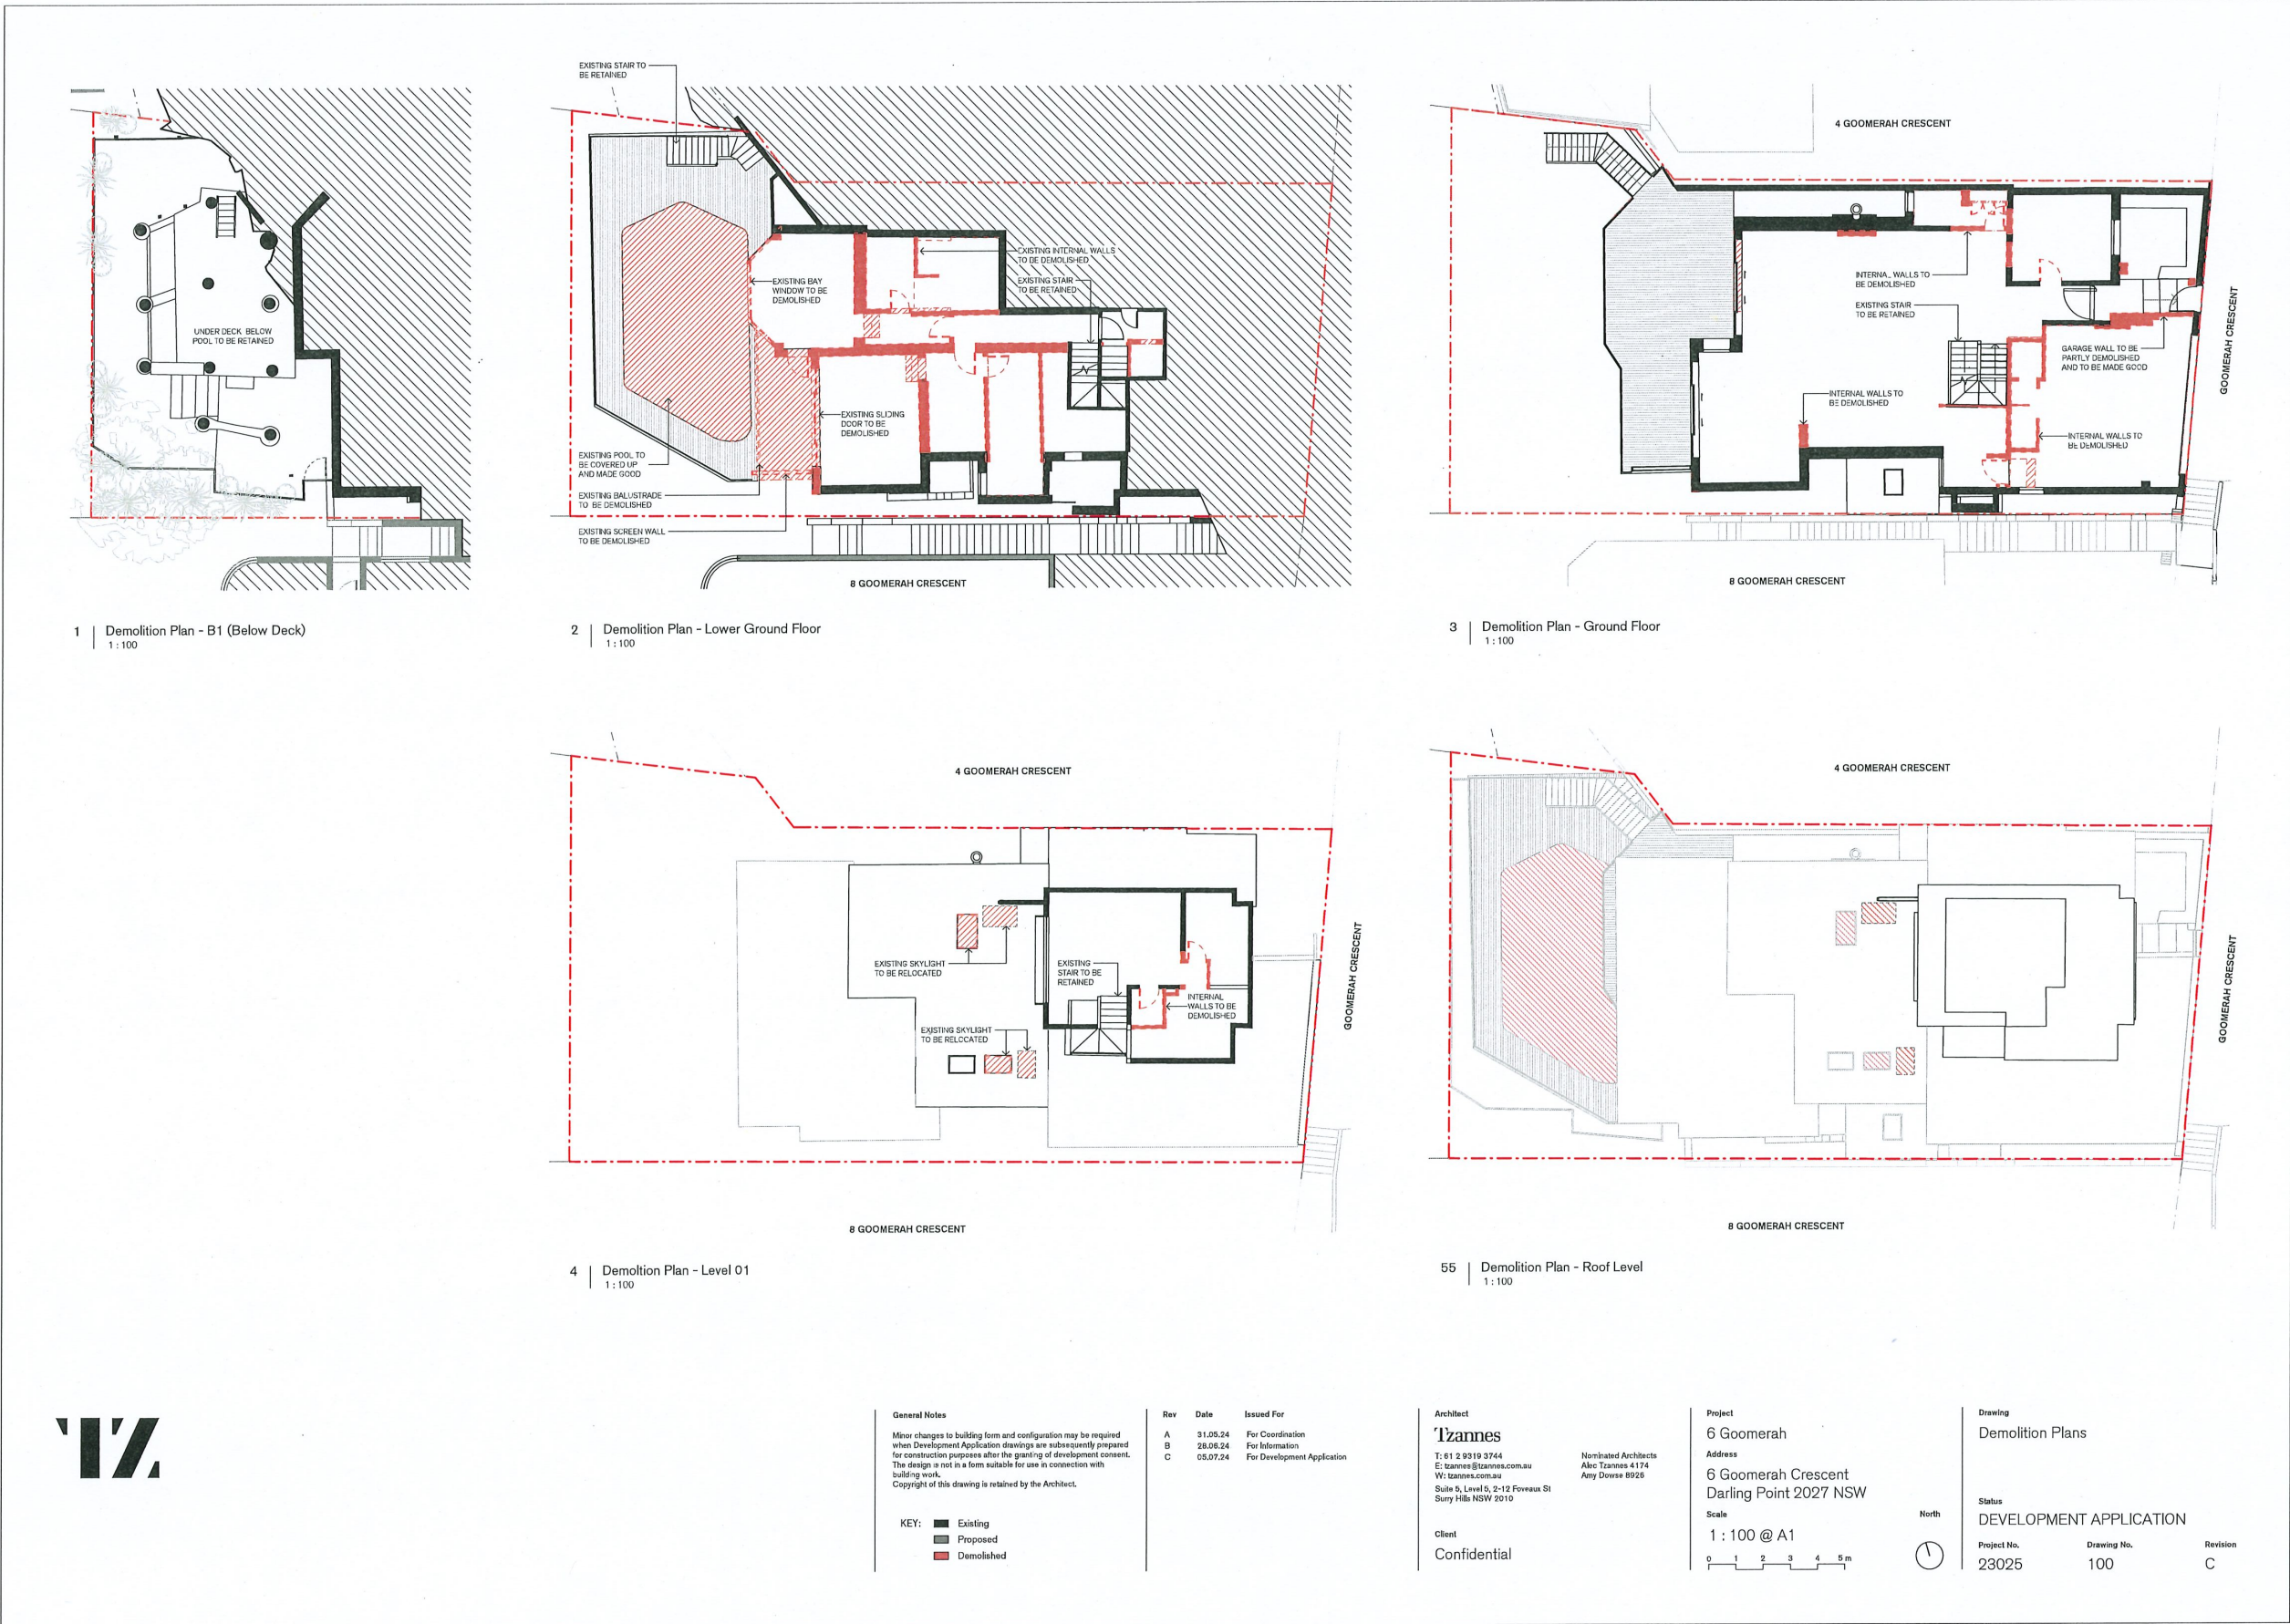 EXISTING STAIR TO
BE RETAINED
UNDER DECK BELOW
POOL TO BE RETAINED
EXISTING INTERNAL WALLS
TO BE DEMOLISHED
EXISTING STAIR
TO BE RETAINED
EXISTING BAY
WINDOW TO BE
DEMOLISHED
EXISTING SLIDING
DOOR TO BE
DEMOLISHED
EXISTING POOL TO
BE COVERED UP
AND MADE GOOD
EXISTING BALUSTRADE
TO BE DEMOLISHED
EXISTING SCREEN WALL
TO BE DEMOLISHED
8 GOOMERAH CRESCENT
4 GOOMERAH CRESCENT
INTERNAL WALLS TO
BE DEMOLISHED
EXISTING STAIR
TO BE RETAINED
GARAGE WALL TO BE
PARTLY DEMOLISHED
AND TO BE MADE GOOD
INTERNAL WALLS TO
BE DEMOLISHED
INTERNAL WALLS TO
BE DEMOLISHED
GOOMERAH CRESCENT
8 GOOMERAH CRESCENT
1 Demolition Plan - B1 (Below Deck)
1 : 100
2 Demolition Plan - Lower Ground Floor
1 : 100
3 Demolition Plan - Ground Floor
1 : 100
4 GOOMERAH CRESCENT
EXISTING SKYLIGHT
TO BE RELOCATED
EXISTING
STAIR TO BE
RETAINED
INTERNAL
WALLS TO BE
DEMOLISHED
EXISTING SKYLIGHT
TO BE RELOCATED
GOOMERAH CRESCENT
8 GOOMERAH CRESCENT
4 GOOMERAH CRESCENT
GOOMERAH CRESCENT
8 GOOMERAH CRESCENT
4 Demoltion Plan - Level 01
1 : 100
55 Demolition Plan - Roof Level
1 : 100
TZ
General Notes
Minor changes to building form and configuration may be required
when Development Application drawings are subsequently prepared
for construction purposes after the granting of development consent.
The design is not in a form suitable for use in connection with
building work.
Copyright of this drawing is retained by the Architect.
KEY:
Existing
Proposed
Demolished
Rev Date Issued For
A 31.05.24 For Coordination
B 28.06.24 For Information
C 05.07.24 For Development Application
Architect
Tzannes
T: 61 2 9319 3744
E: tzannes@tzannes.com.au
W: tzannes.com.au
Suite 5, Level 5, 2-12 Foveaux St
Surry Hills NSW 2010
Nominated Architects
Alec Tzannes 4174
Amy Dowse 8926
Client
Confidential
Project
6 Goomerah
Address
6 Goomerah Crescent
Darling Point 2027 NSW
Scale
1 : 100 @ A1
0 1 2 3 4 5 m
North
Drawing
Demolition Plans
Status
DEVELOPMENT APPLICATION
Project No. Drawing No. Revision
23025 100 C